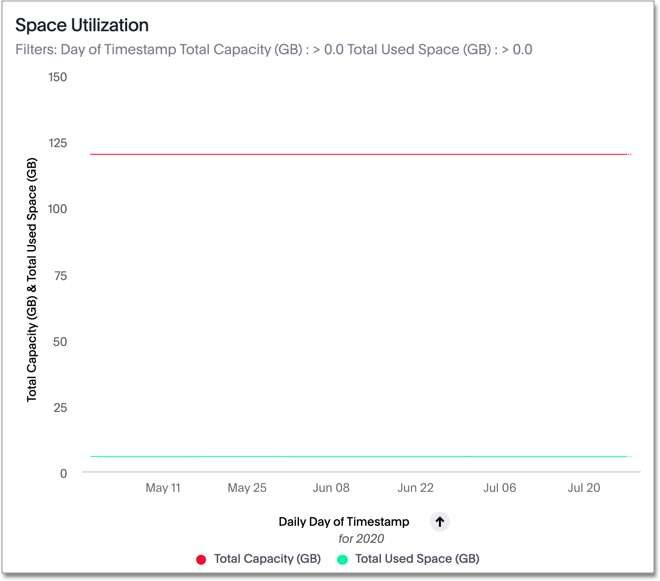 Space Utilization
Filters: Day of Timestamp Total Capacity (GB) : > 0.0 Total Used Space (GB) : > 0.0
150
125
100
75
50
25
0
Total Capacity (GB) & Total Used Space (GB)
May 11 May 25 Jun 08 Jun 22 Jul 06 Jul 20
Daily Day of Timestamp
for 2020
Total Capacity (GB) Total Used Space (GB)